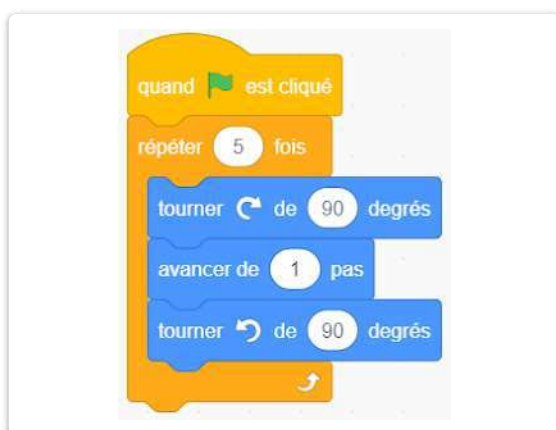 quand est cliqué
répéter 5 fois
tourner de 90 degrés
avancer de 1 pas
tourner de 90 degrés